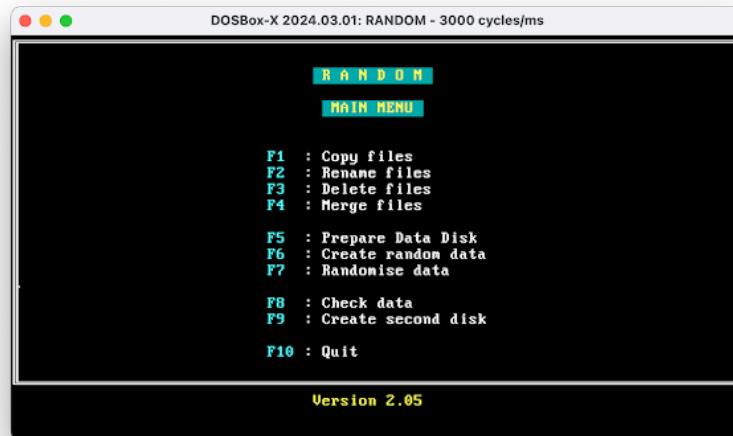 DOSBox-X 2024.03.01: RANDOM - 3000 cycles/ms
R A N D O M
MAIN MENU
F1 : Copy files
F2 : Rename files
F3 : Delete files
F4 : Merge files
F5 : Prepare Data Disk
F6 : Create random data
F7 : Randomise data
F8 : Check data
F9 : Create second disk
F10 : Quit
Version 2.05